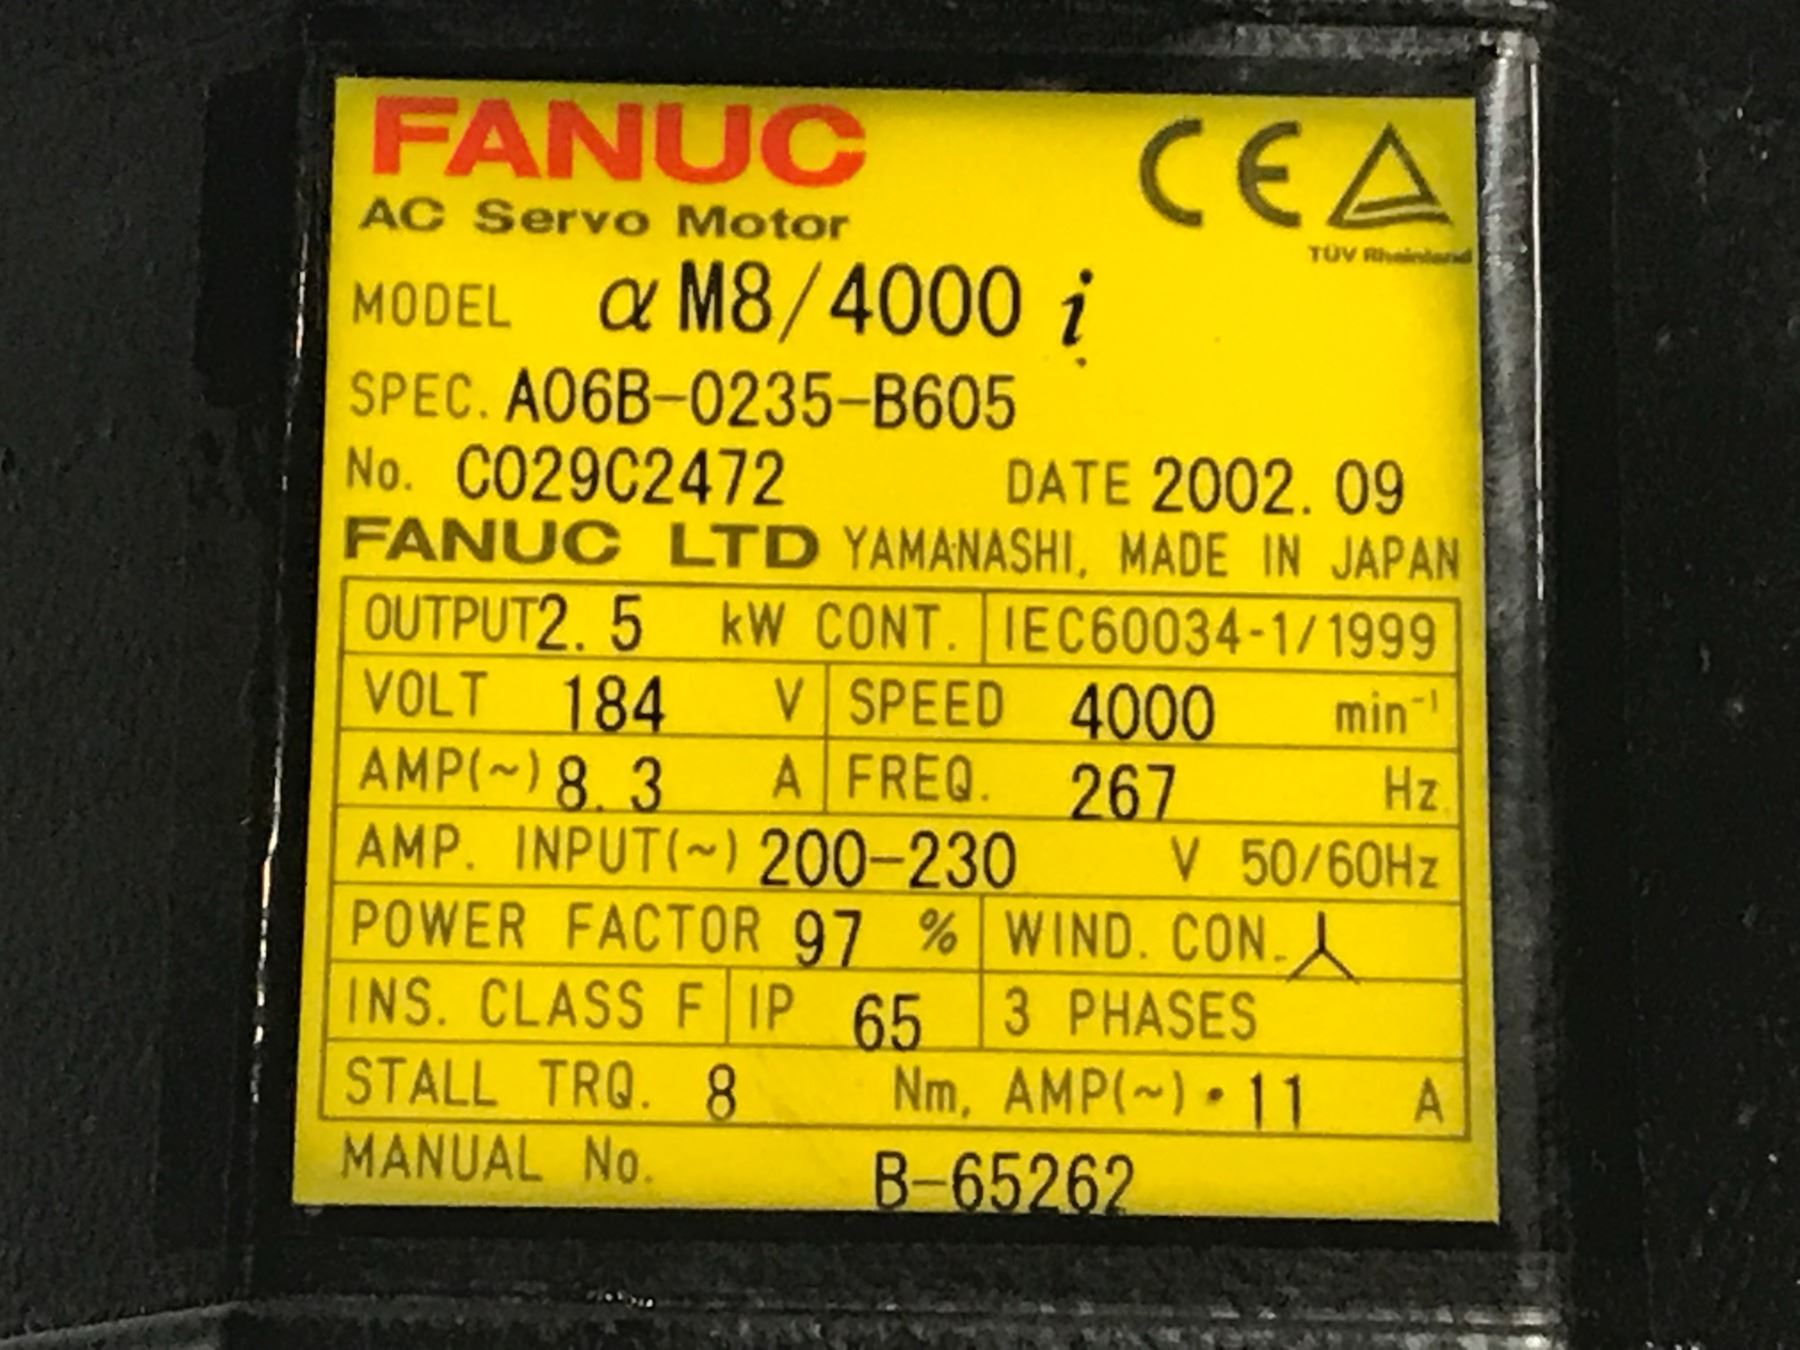 FANUC
CE
AC Servo Motor
TÜV Rheinland
MODEL α M8/4000 i
SPEC. A06B-0235-B605
No. C029C2472 DATE 2002. 09
FANUC LTD YAMANASHI, MADE IN JAPAN
OUTPUT 2. 5 kW CONT. IEC60034-1/1999
VOLT 184 V SPEED 4000 min⁻¹
AMP(~) 8. 3 A FREQ. 267 Hz
AMP. INPUT(~) 200-230 V 50/60Hz
POWER FACTOR 97 % WIND. CON.
INS. CLASS F IP 65 3 PHASES
STALL TRQ. 8 Nm, AMP(~) 11 A
MANUAL No. B-65262